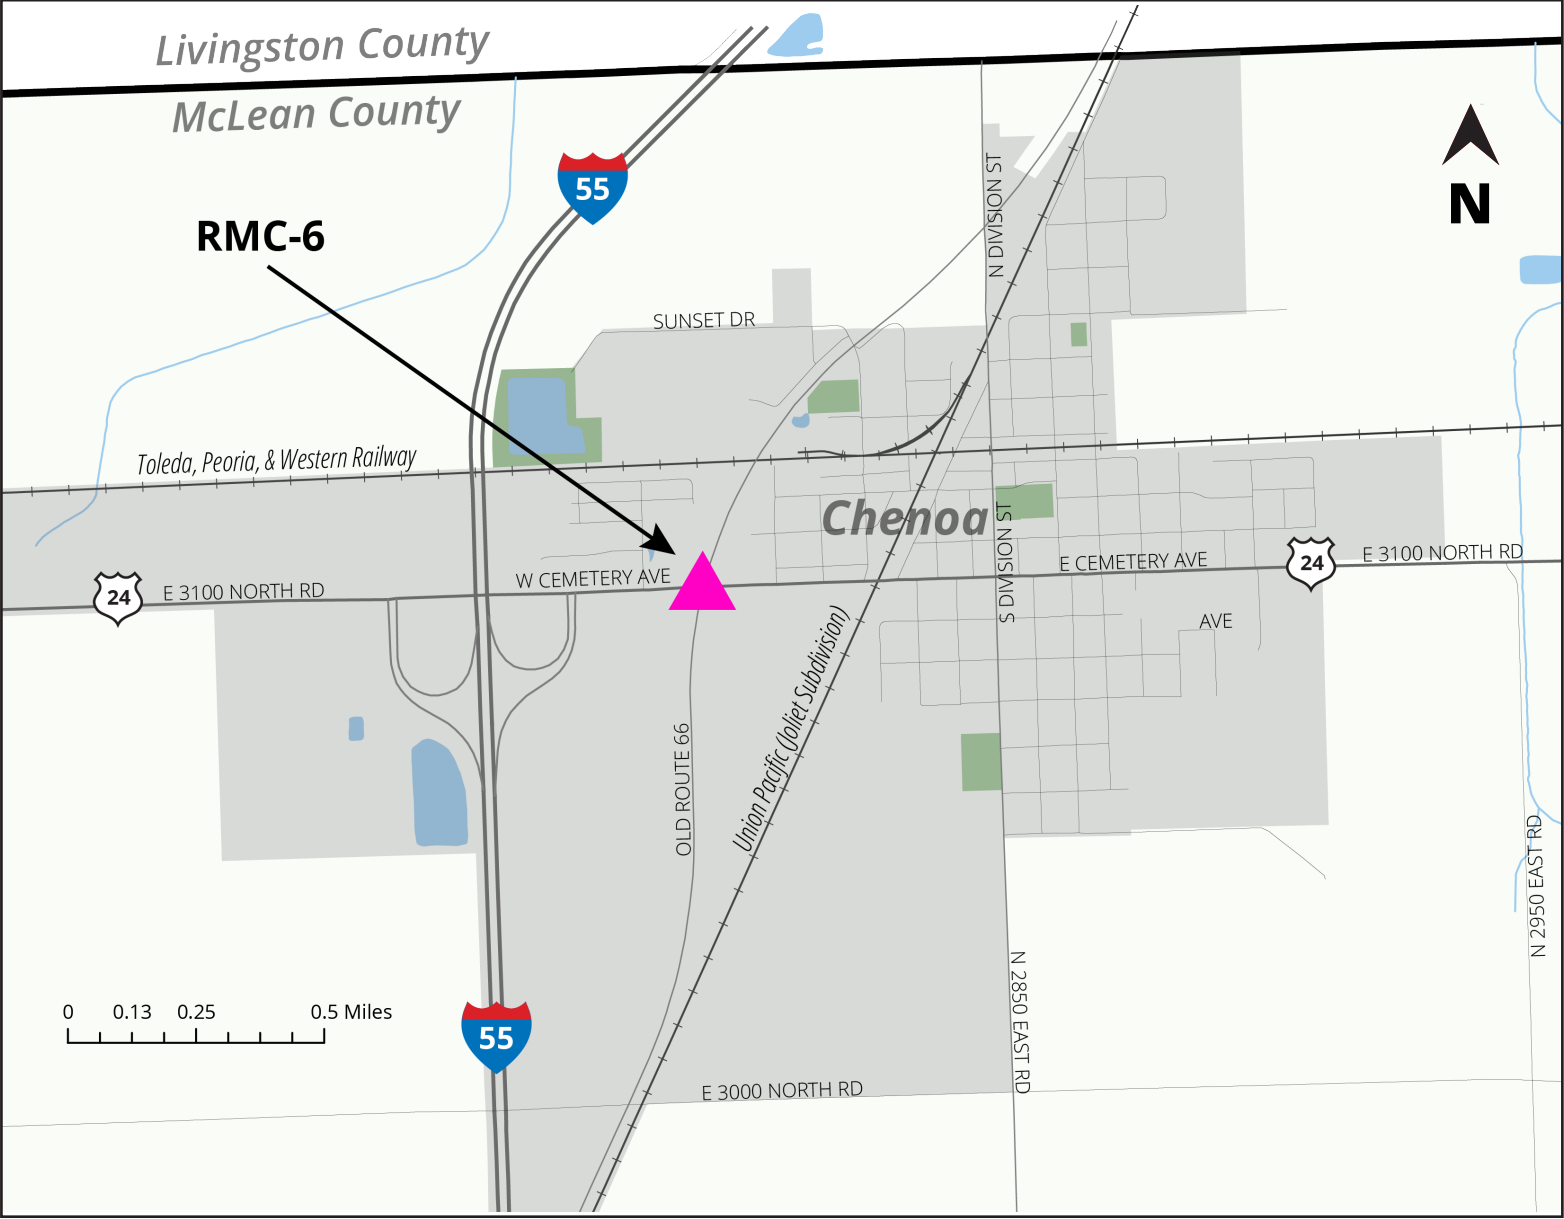 Livingston County
McLean County
55
N
N DIVISION ST
RMC-6
SUNSET DR
Toleda, Peoria, & Western Railway
Chenoa
S DIVISION ST
E 3100 NORTH RD
E CEMETERY AVE
24
W CEMETERY AVE
24
E 3100 NORTH RD
AVE
Union Pacific (Joliet Subdivision)
OLD ROUTE 66
N 2950 EAST RD
N 2850 EAST RD
0 0.13 0.25 0.5 Miles
55
E 3000 NORTH RD